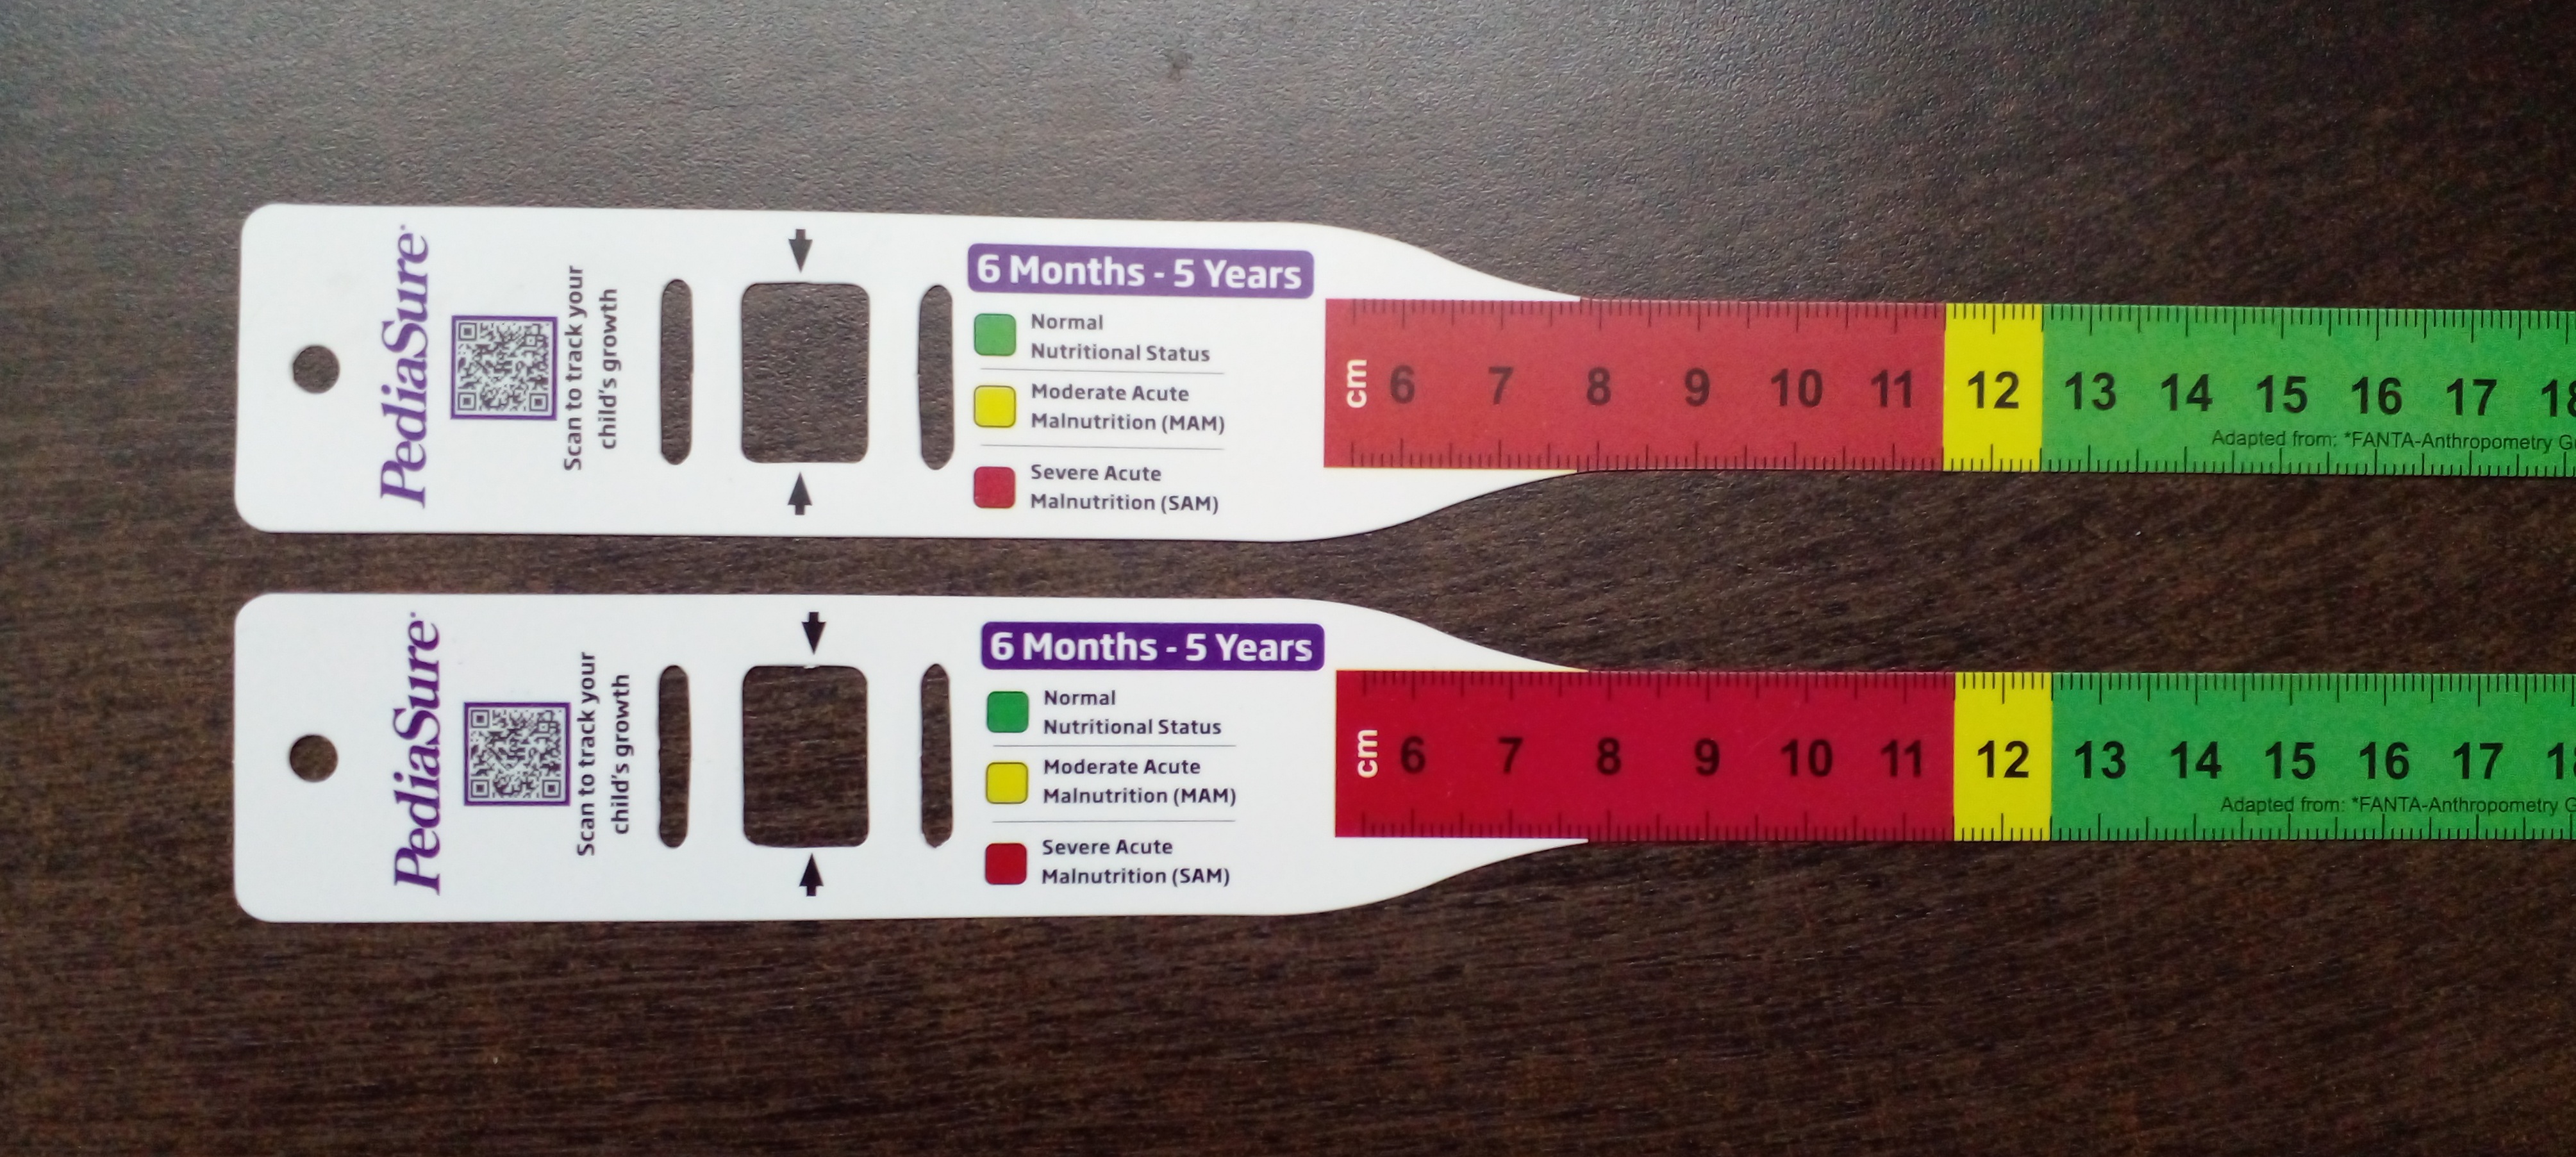 PediaSure
Scan to track your
child's growth
6 Months - 5 Years
Normal
Nutritional Status
Moderate Acute
Malnutrition (MAM)
Severe Acute
Malnutrition (SAM)
cm 6 7 8 9 10 11 12 13 14 15 16 17
Adapted from: *FANTA-Anthropometry
PediaSure
Scan to track your
child's growth
6 Months - 5 Years
Normal
Nutritional Status
Moderate Acute
Malnutrition (MAM)
Severe Acute
Malnutrition (SAM)
cm 6 7 8 9 10 11 12 13 14 15 16 17
Adapted from: *FANTA-Anthropometry